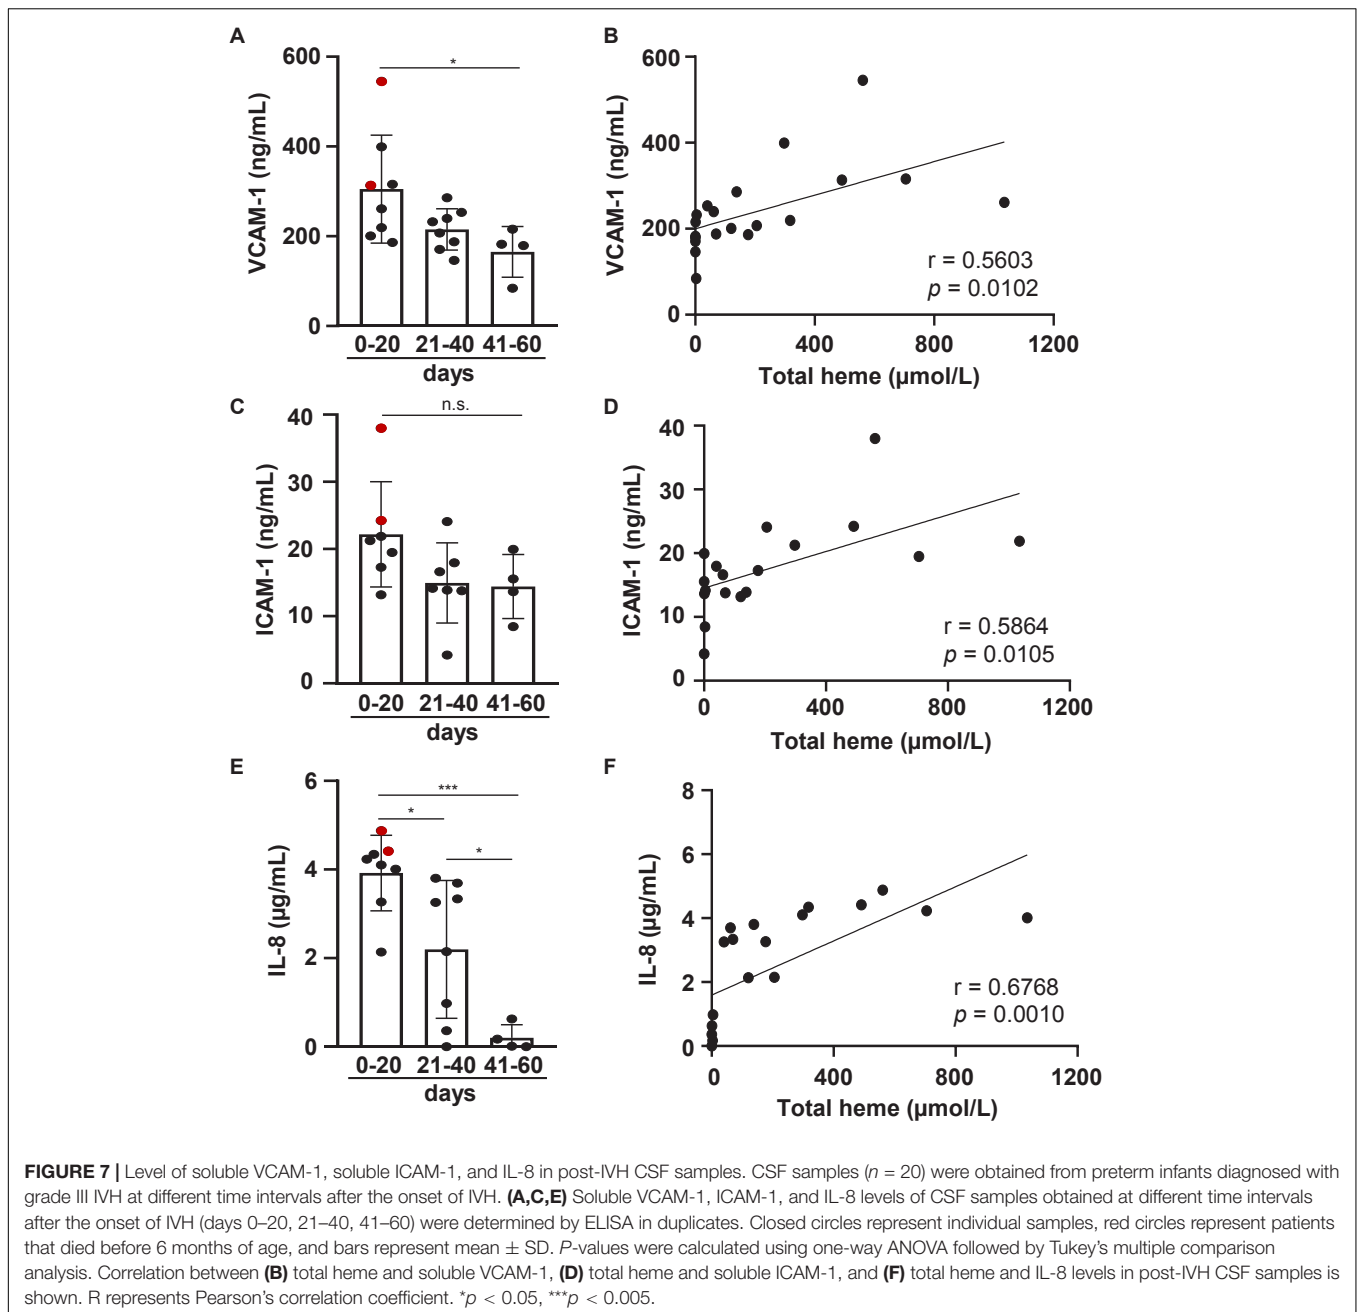 A
600
400
200
0
VCAM-1 (ng/mL)
*
0-20 21-40 41-60
days
B
600
400
200
0
VCAM-1 (ng/mL)
r = 0.5603
p = 0.0102
0 400 800 1200
Total heme (µmol/L)
C
40
30
20
10
0
ICAM-1 (ng/mL)
n.s.
0-20 21-40 41-60
days
D
40
30
20
10
0
ICAM-1 (ng/mL)
r = 0.5864
p = 0.0105
0 400 800 1200
Total heme (µmol/L)
E
6
4
2
0
IL-8 (µg/mL)
***
*
*
0-20 21-40 41-60
days
F
8
6
4
2
0
IL-8 (µg/mL)
r = 0.6768
p = 0.0010
0 400 800 1200
Total heme (µmol/L)
FIGURE 7 | Level of soluble VCAM-1, soluble ICAM-1, and IL-8 in post-IVH CSF samples. CSF samples (n = 20) were obtained from preterm infants diagnosed with
grade III IVH at different time intervals after the onset of IVH. (A,C,E) Soluble VCAM-1, ICAM-1, and IL-8 levels of CSF samples obtained at different time intervals
after the onset of IVH (days 0–20, 21–40, 41–60) were determined by ELISA in duplicates. Closed circles represent individual samples, red circles represent patients
that died before 6 months of age, and bars represent mean ± SD. P-values were calculated using one-way ANOVA followed by Tukey's multiple comparison
analysis. Correlation between (B) total heme and soluble VCAM-1, (D) total heme and soluble ICAM-1, and (F) total heme and IL-8 levels in post-IVH CSF samples is
shown. R represents Pearson's correlation coefficient. *p < 0.05, ***p < 0.005.